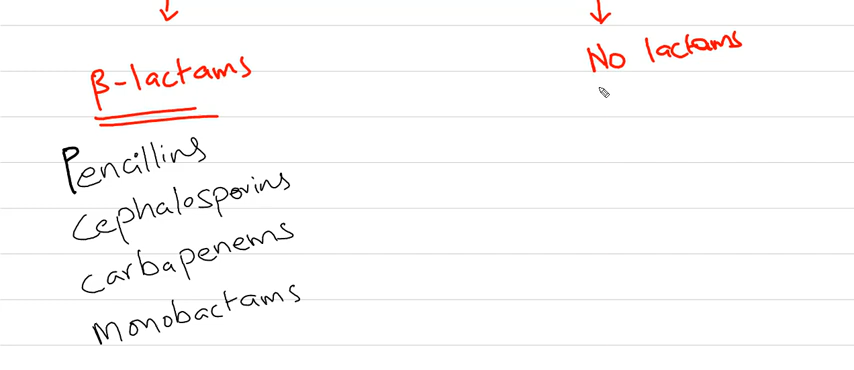 β-lactams
No lactams
Pencillins
Cephalosporins
Carbapenems
Monobactams